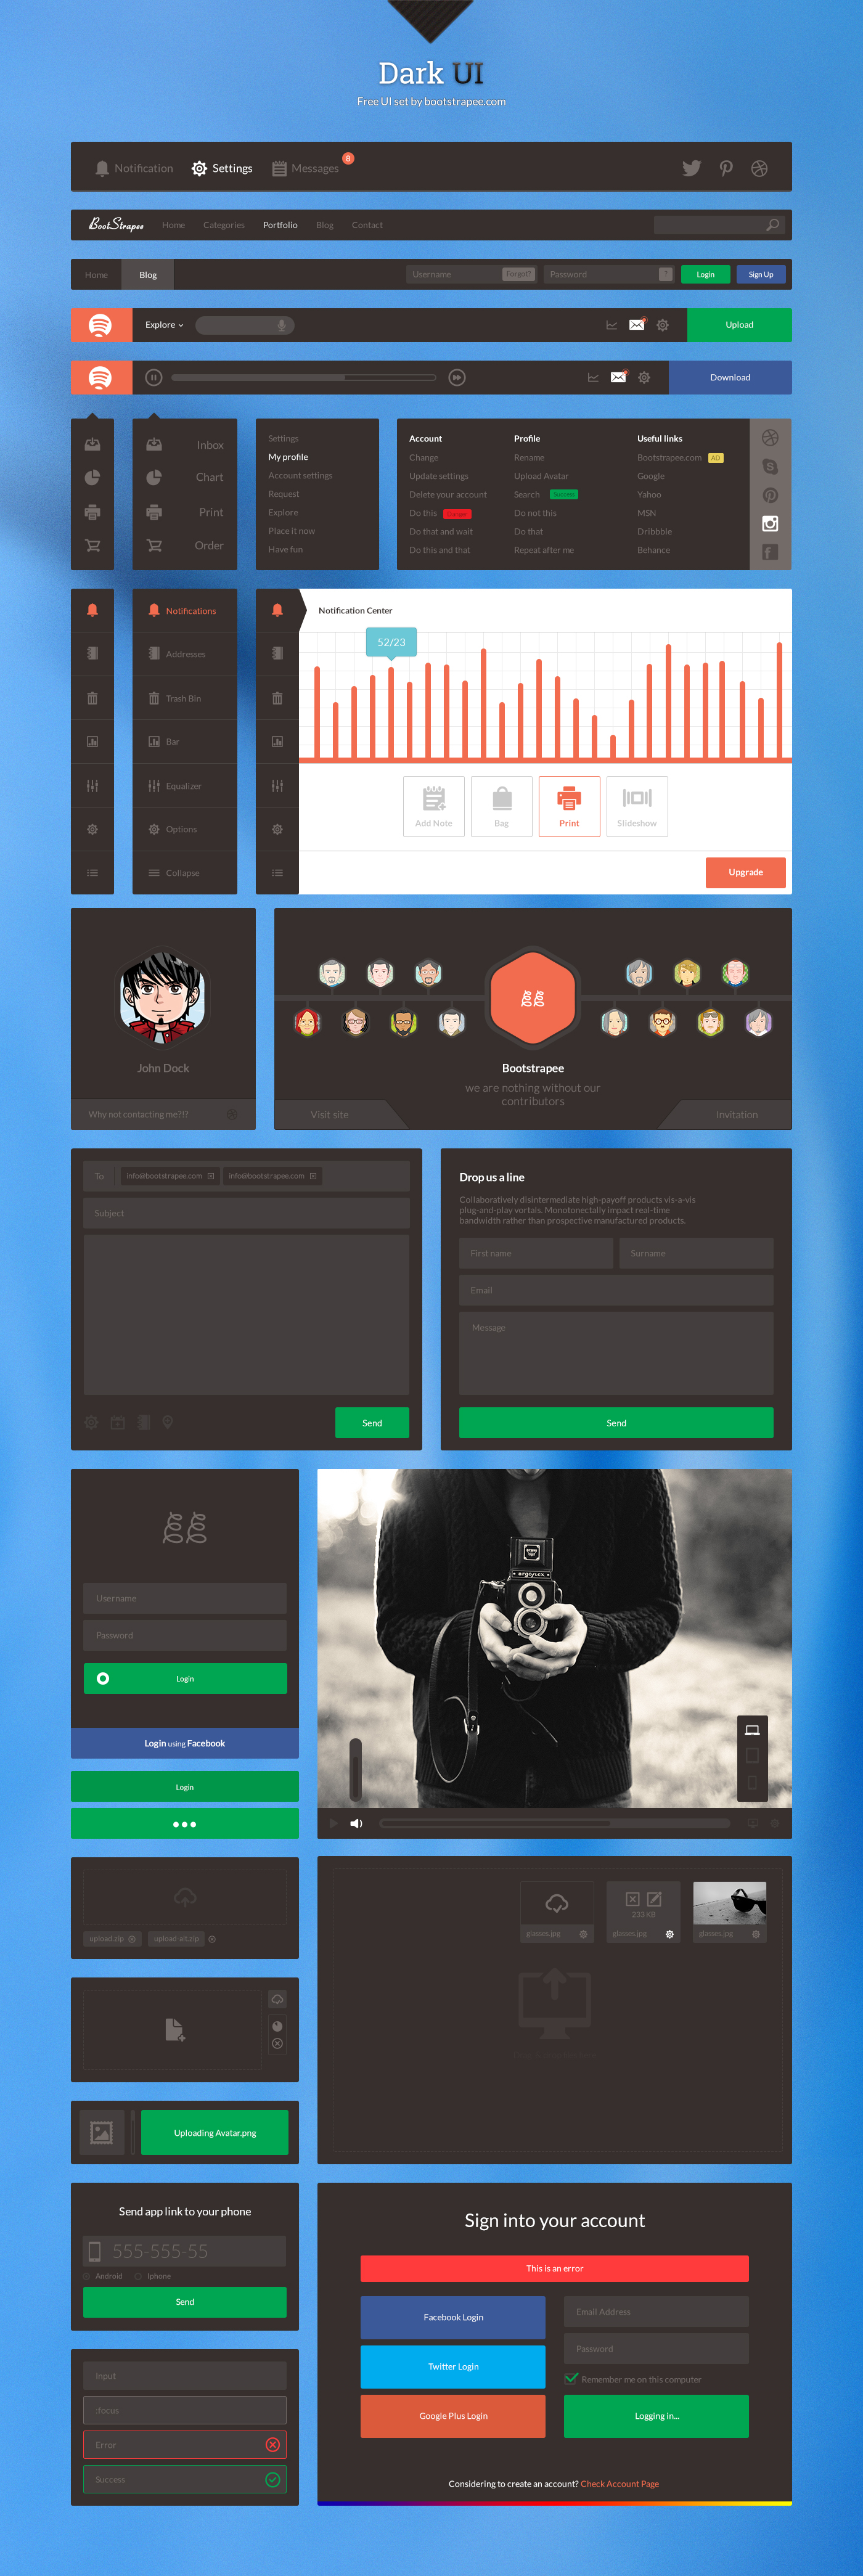 Dark UI
Free UI set by bootstrapee.com
Notification Settings Messages 8
BootStrapee Home Categories Portfolio Blog Contact
Home Blog Username Forgot? Password ? Login Sign Up
Explore Upload
Download
Inbox
Chart
Print
Order
Settings
My profile
Account settings
Request
Explore
Place it now
Have fun
Account Profile Useful links
Change Rename Bootstrapee.com AD
Update settings Upload Avatar Google
Delete your account Search Success Yahoo
Do this Danger Do not this MSN
Do that and wait Do that Dribbble
Do this and that Repeat after me Behance
Notifications
Addresses
Trash Bin
Bar
Equalizer
Options
Collapse
Notification Center
52/23
Add Note Bag Print Slideshow
Upgrade
John Dock
Why not contacting me?!?
Bootstrapee
we are nothing without our
contributors
Visit site Invitation
To info@bootstrapee.com info@bootstrapee.com
Subject
Send
Drop us a line
Collaboratively disintermediate high-payoff products vis-a-vis
plug-and-play vortals. Monotonectally impact real-time
bandwidth rather than prospective manufactured products.
First name Surname
Email
Message
Send
Username
Password
Login
Login using Facebook
Login
argoflex
upload.zip upload-alt.zip
233 KB
glasses.jpg glasses.jpg glasses.jpg
Uploading Avatar.png
Send app link to your phone
555-555-55
Android Iphone
Send
Input
:focus
Error
Success
Sign into your account
This is an error
Facebook Login
Twitter Login
Google Plus Login
Email Address
Password
Remember me on this computer
Logging in...
Considering to create an account? Check Account Page